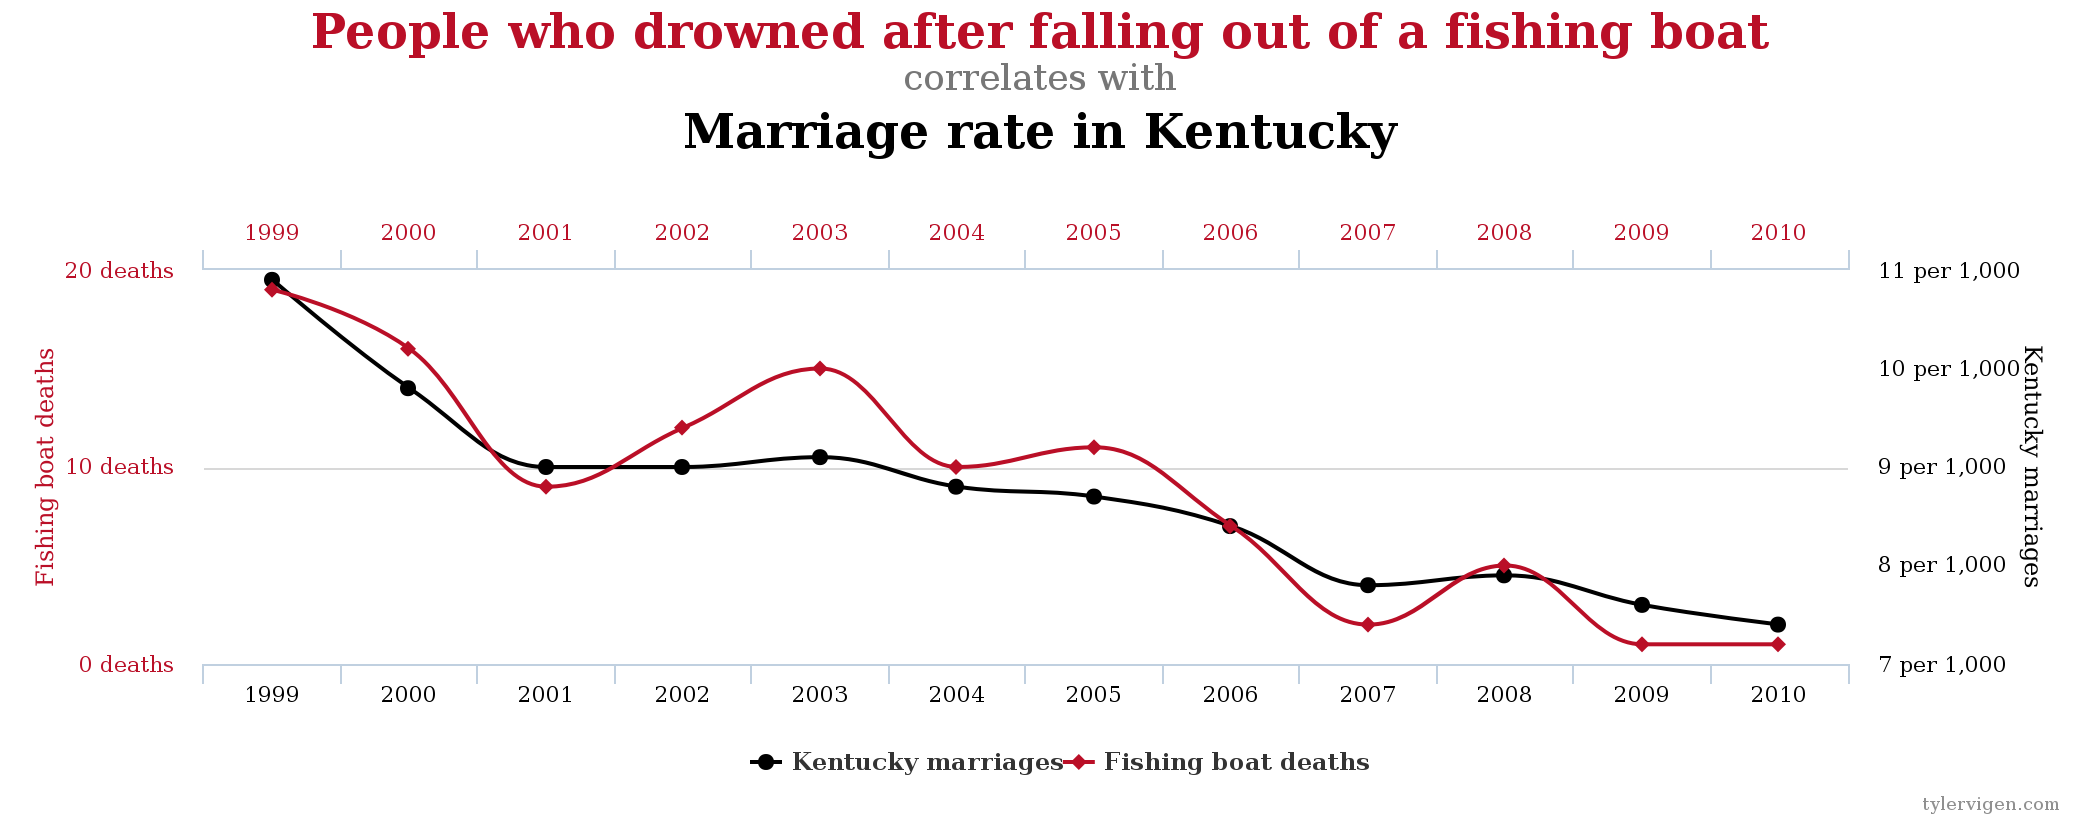 People who drowned after falling out of a fishing boat
correlates with
Marriage rate in Kentucky
1999 2000 2001 2002 2003 2004 2005 2006 2007 2008 2009 2010
20 deaths
10 deaths
0 deaths
Fishing boat deaths
11 per 1,000
10 per 1,000
9 per 1,000
8 per 1,000
7 per 1,000
Kentucky marriages
1999 2000 2001 2002 2003 2004 2005 2006 2007 2008 2009 2010
Kentucky marriages Fishing boat deaths
tylervigen.com